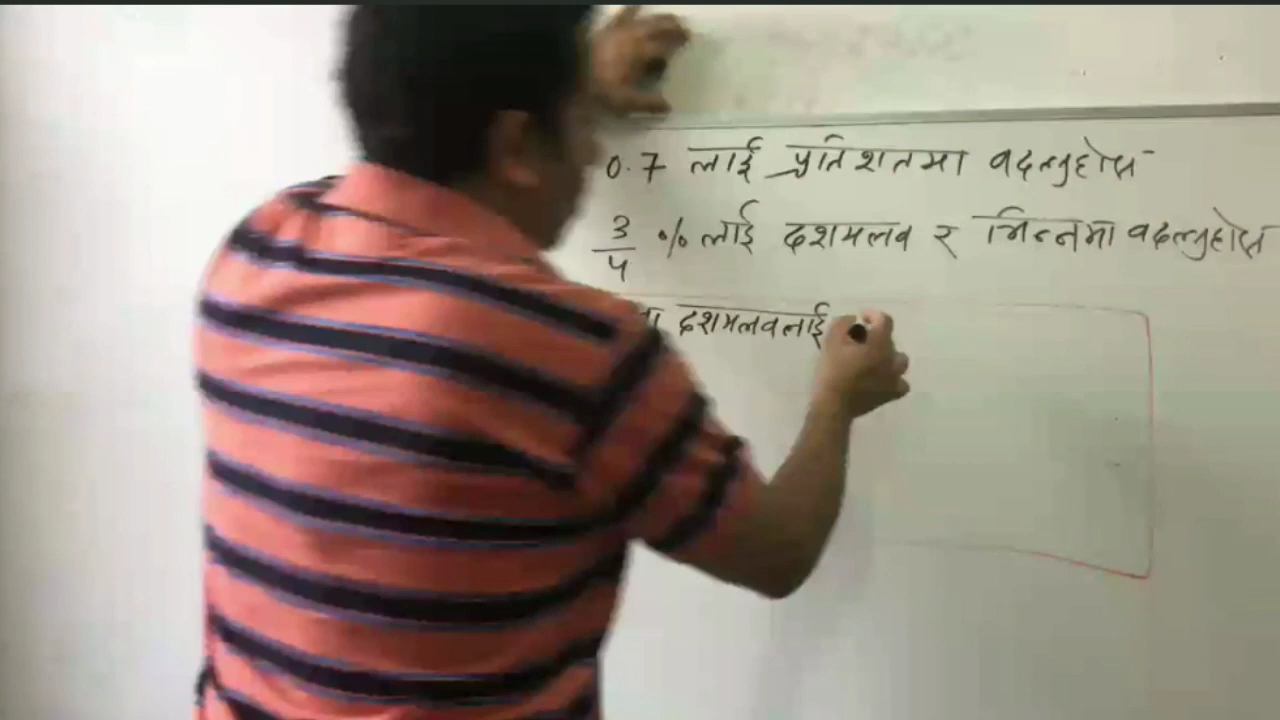 0.7 लाई प्रतिशतमा बदल्नुहोस
3/4 % लाई दशमलव र भिन्नमा बदल्नुहोस
दशमलवलाई